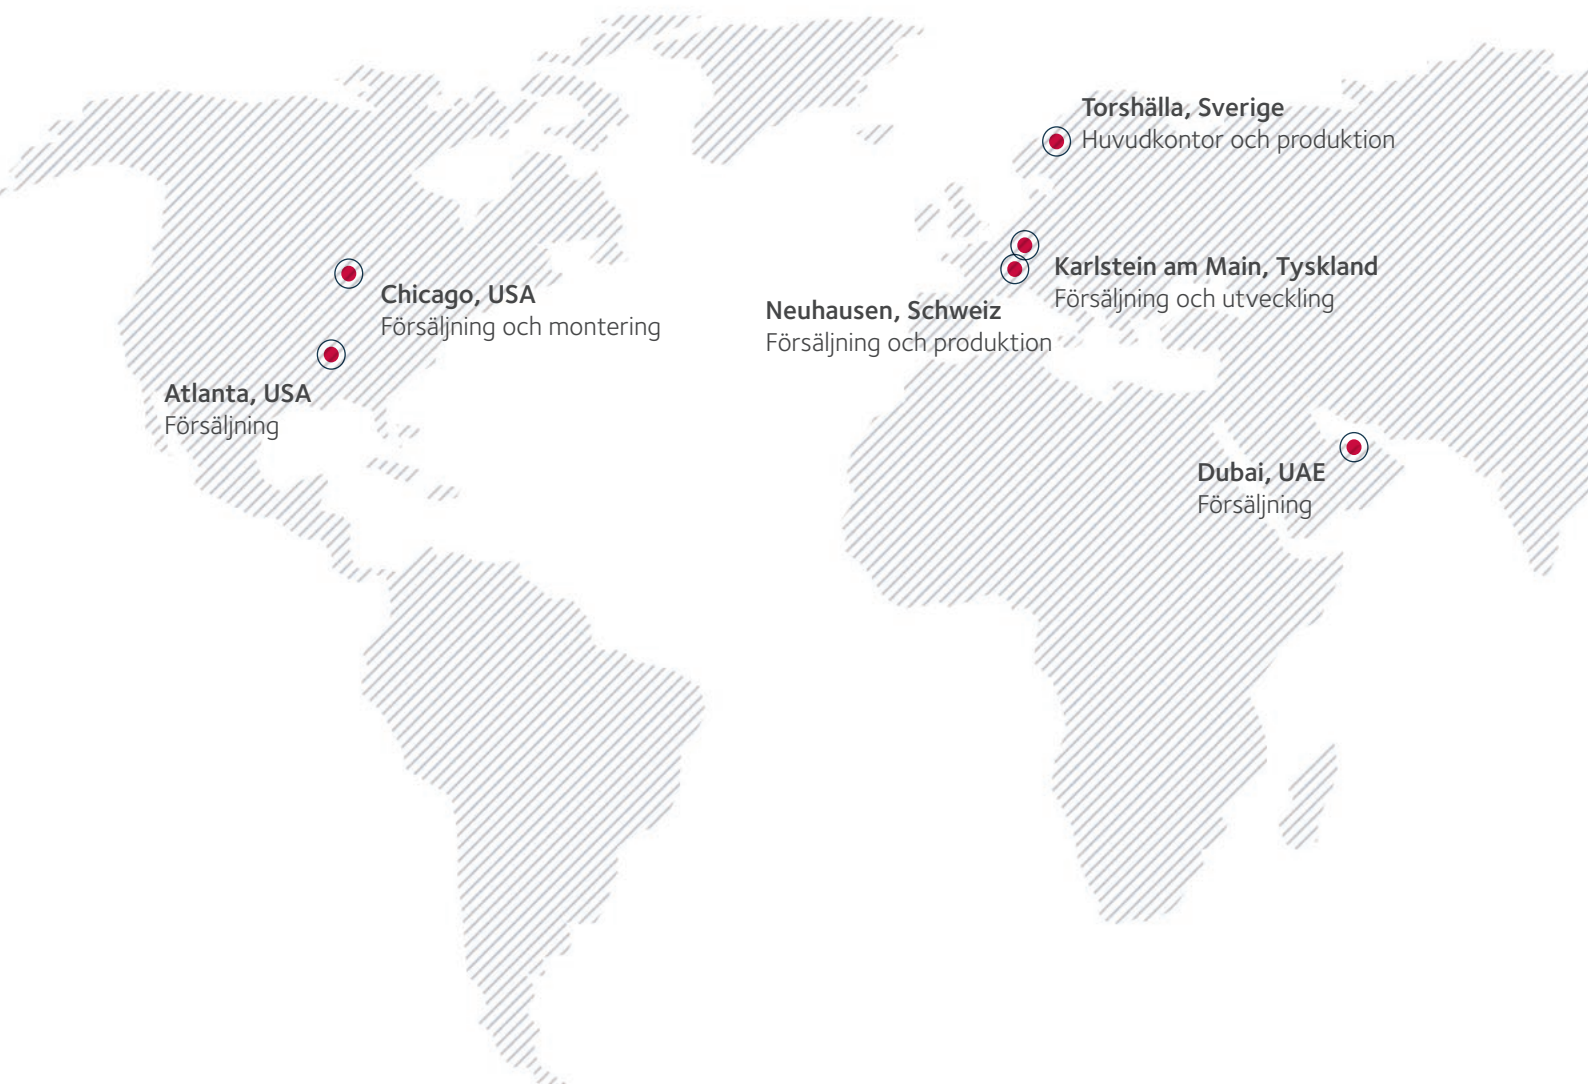 Torshälla, Sverige
Huvudkontor och produktion
Karlstein am Main, Tyskland
Försäljning och utveckling
Chicago, USA
Försäljning och montering
Neuhausen, Schweiz
Försäljning och produktion
Atlanta, USA
Försäljning
Dubai, UAE
Försäljning